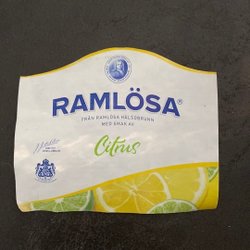 RAMLÖSA®
FRÅN RAMLÖSA HÄLSOBRUNN
MED SMAK AV
Citrus